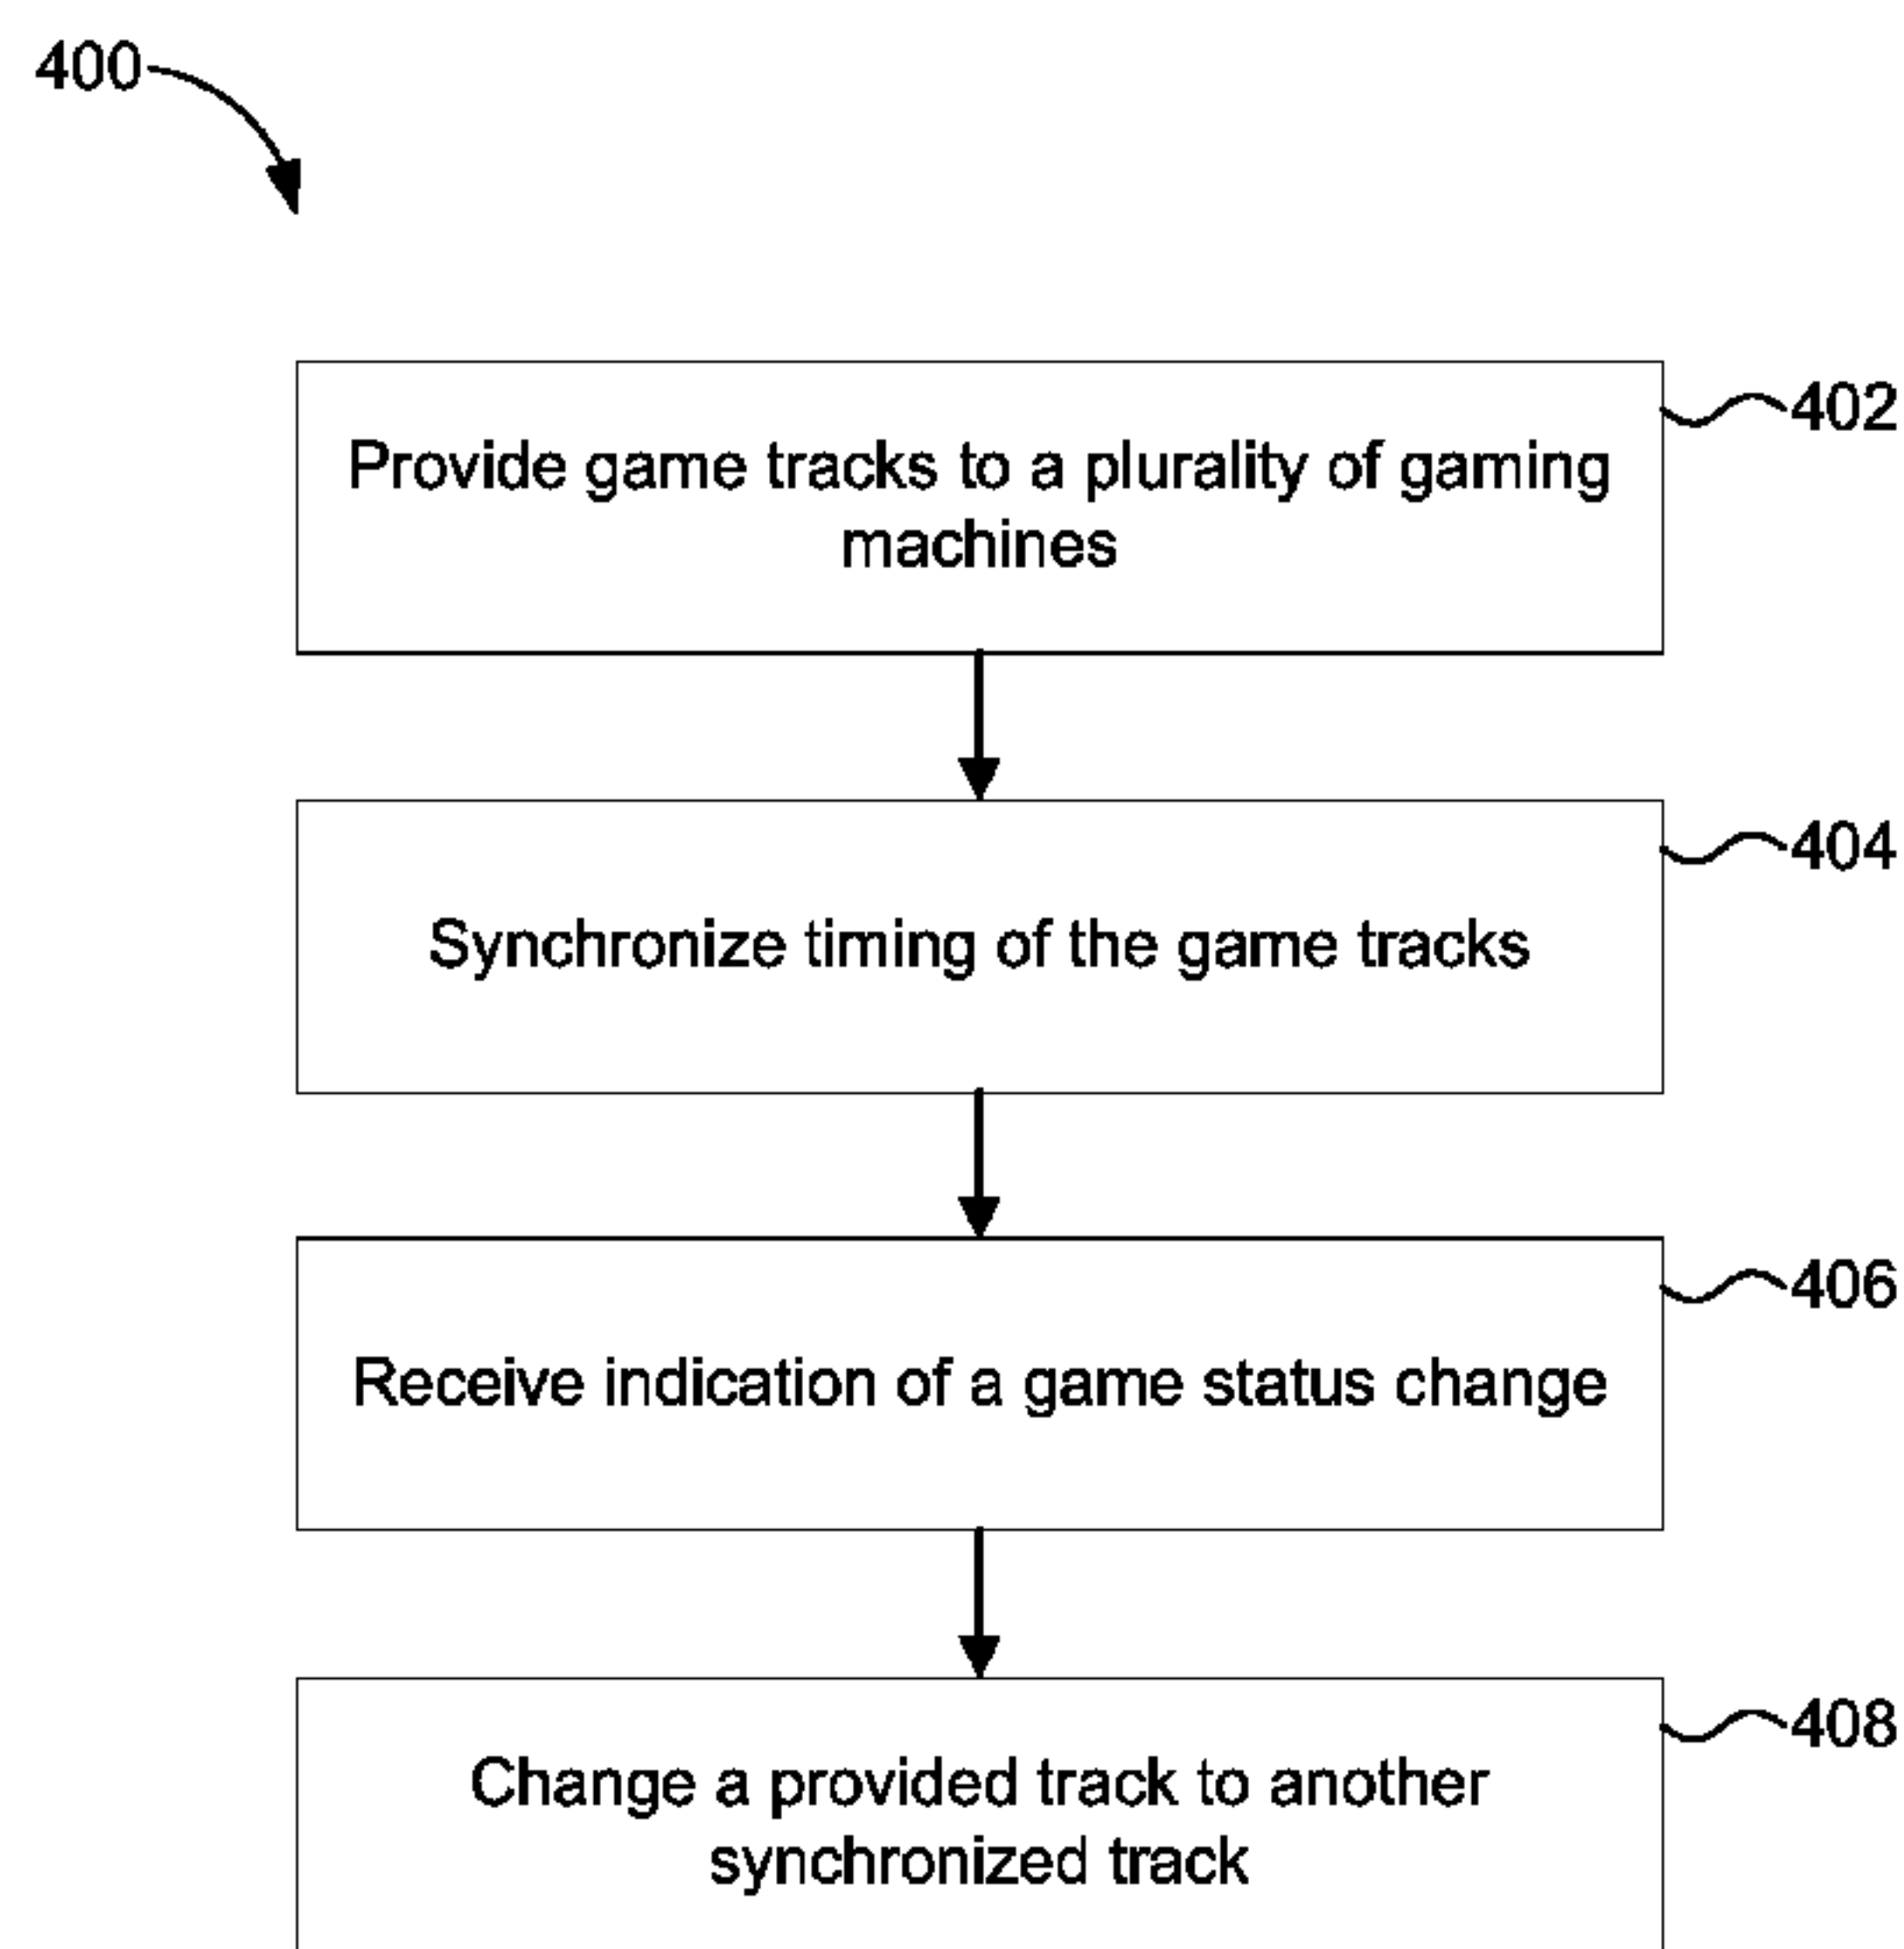 400
402
Provide game tracks to a plurality of gaming
machines
404
Synchronize timing of the game tracks
406
Receive indication of a game status change
408
Change a provided track to another
synchronized track